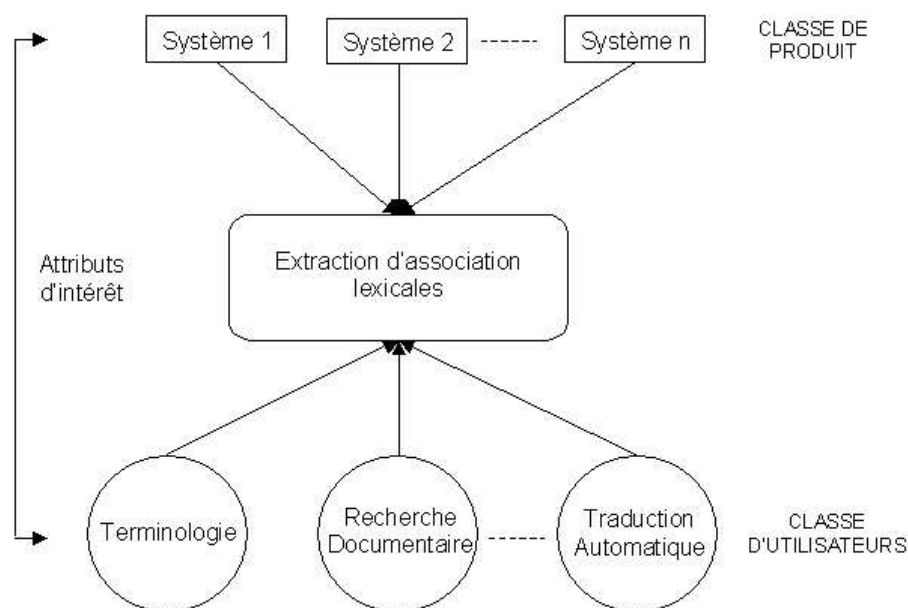 Système 1
Système 2
Système n
CLASSE DE
PRODUIT
Extraction d'association
lexicales
Attributs
d'intérêt
Terminologie
Recherche
Documentaire
Traduction
Automatique
CLASSE
D'UTILISATEURS